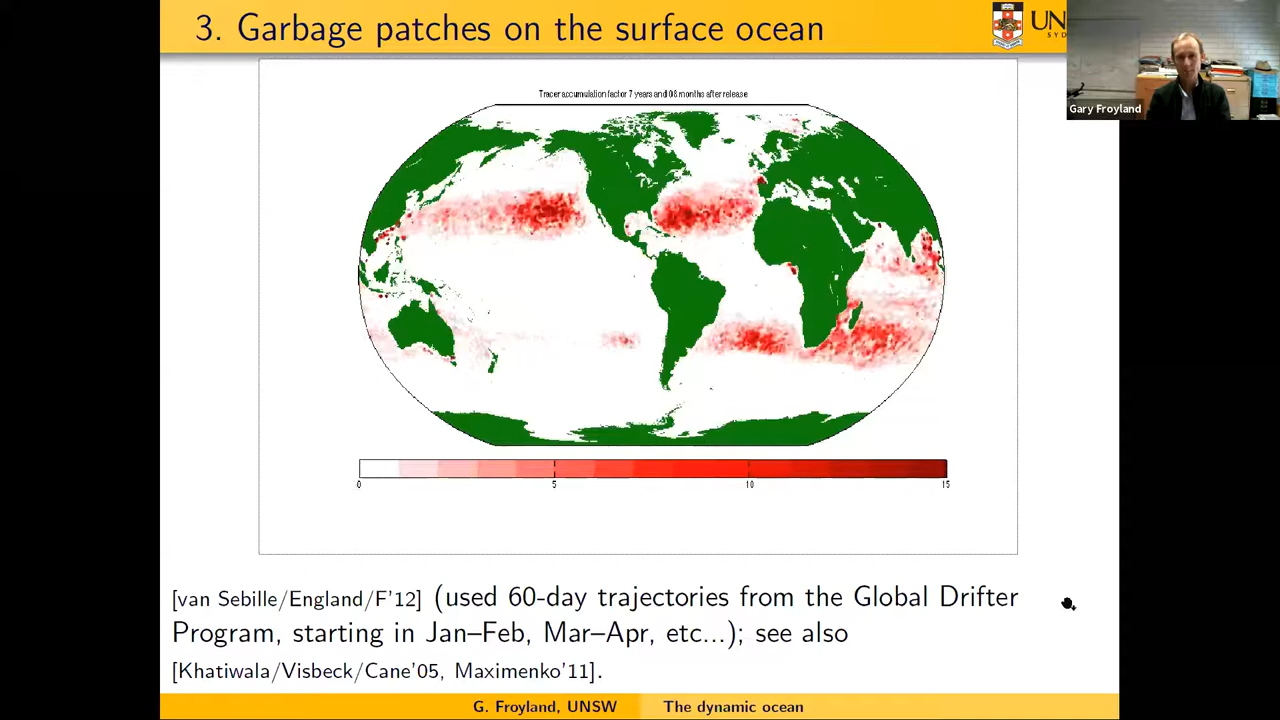 3. Garbage patches on the surface ocean
UN
SYD
Gary Froyland
Tracer accumulation factor 7 years and 08 months after release
0 5 10 15
[van Sebille/England/F'12] (used 60-day trajectories from the Global Drifter
Program, starting in Jan–Feb, Mar–Apr, etc...); see also
[Khatiwala/Visbeck/Cane'05, Maximenko'11].
G. Froyland, UNSW The dynamic ocean